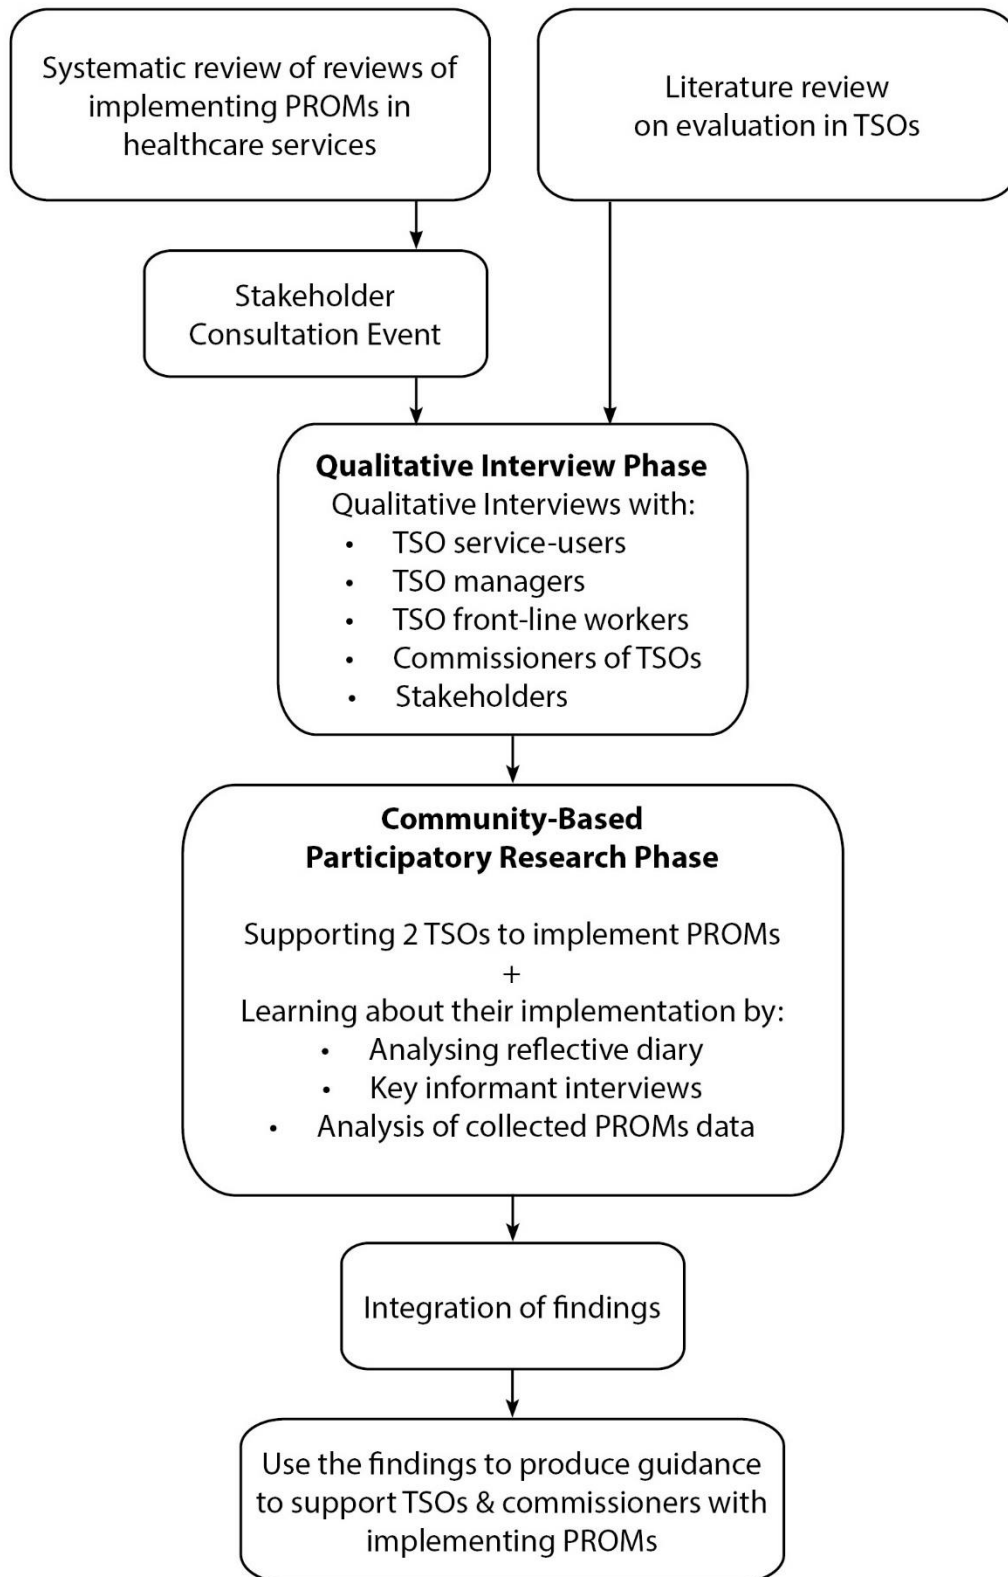 Systematic review of reviews of
implementing PROMs in
healthcare services
Literature review
on evaluation in TSOs
Stakeholder
Consultation Event
Qualitative Interview Phase
Qualitative Interviews with:
• TSO service-users
• TSO managers
• TSO front-line workers
• Commissioners of TSOs
• Stakeholders
Community-Based
Participatory Research Phase
Supporting 2 TSOs to implement PROMs
+
Learning about their implementation by:
• Analysing reflective diary
• Key informant interviews
• Analysis of collected PROMs data
Integration of findings
Use the findings to produce guidance
to support TSOs & commissioners with
implementing PROMs